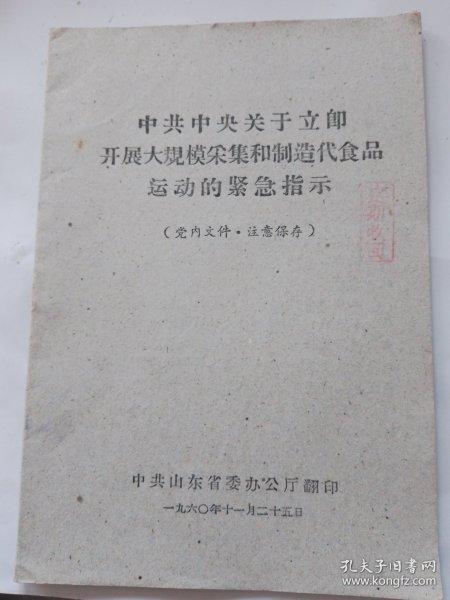 中共中央关于立即
开展大規模采集和制造代食品
运动的紧急指示
(党内文件·注意保存)
中共山东省委办公厅翻印
一九六〇年十一月二十五日
孔夫子旧书网
www.kongfz.com